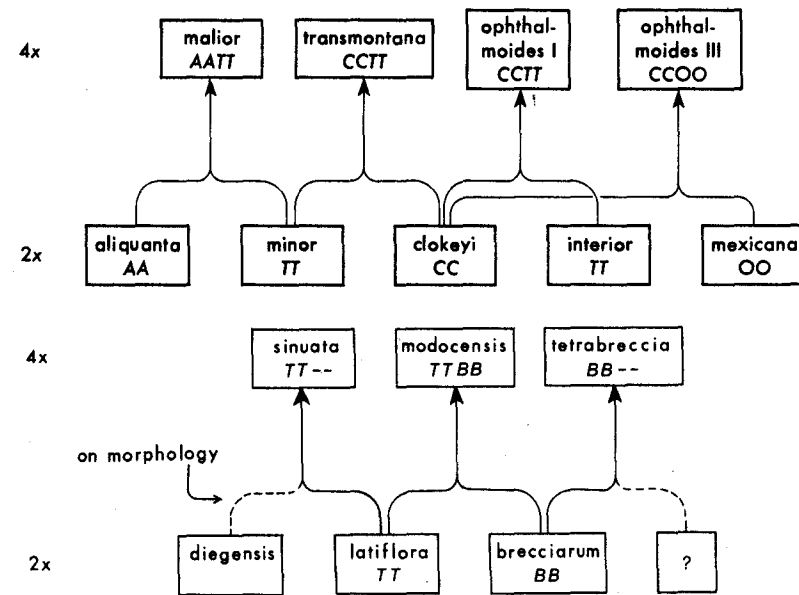 4x
malior
AATT
transmontana
CCTT
ophthal-
moides I
CCTT
ophthal-
moides III
CCOO
2x
aliquanta
AA
minor
TT
clokeyi
CC
interior
TT
mexicana
OO
4x
sinuata
TT--
modocensis
TTBB
tetrabreccia
BB--
on morphology
2x
diegensis
latiflora
TT
brecciarum
BB
?